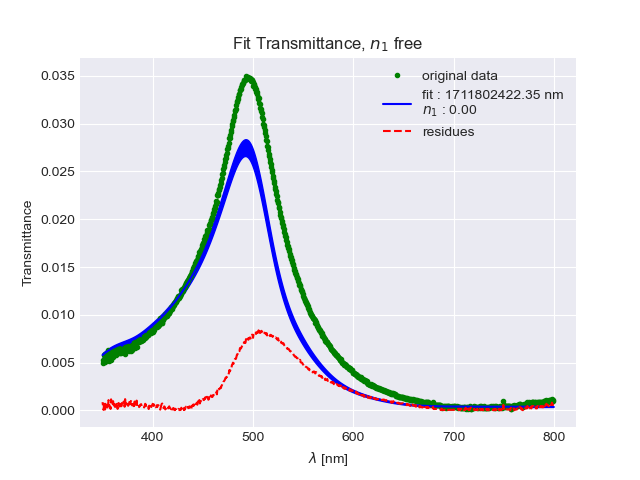 Fit Transmittance, n₁ free
0.035
0.030
0.025
0.020
0.015
0.010
0.005
0.000
Transmittance
original data
fit : 1711802422.35 nm
n₁ : 0.00
residues
400 500 600 700 800
λ [nm]